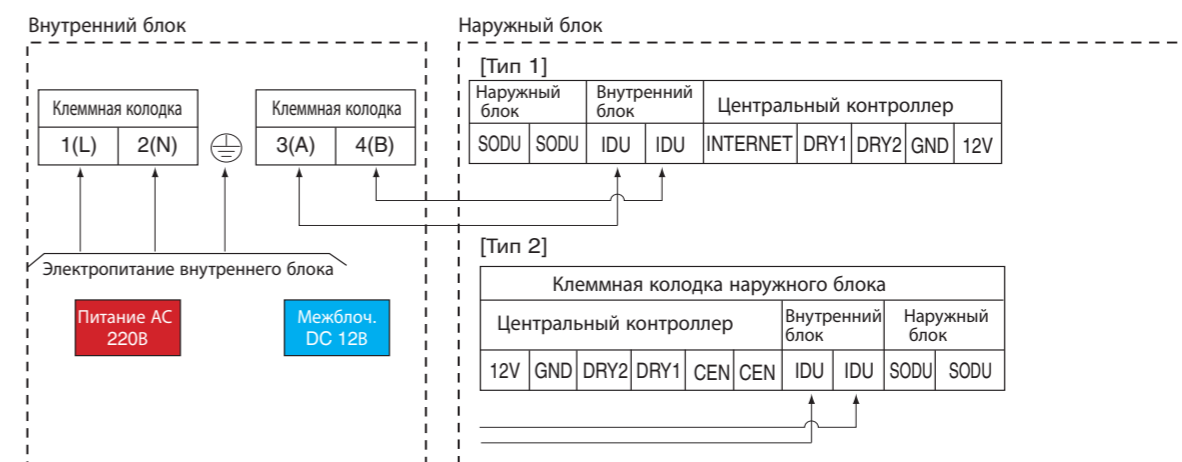 Внутренний блок
Клеммная колодка
1(L) 2(N)
Клеммная колодка
3(A) 4(B)
Электропитание внутреннего блока
Питание AC
220В
Межблоч.
DC 12В
Наружный блок
[Тип 1]
Наружный
блок
Внутренний
блок
Центральный контроллер
SODU SODU IDU IDU INTERNET DRY1 DRY2 GND 12V
[Тип 2]
Клеммная колодка наружного блока
Центральный контроллер
Внутренний
блок
Наружный
блок
12V GND DRY2 DRY1 CEN CEN IDU IDU SODU SODU